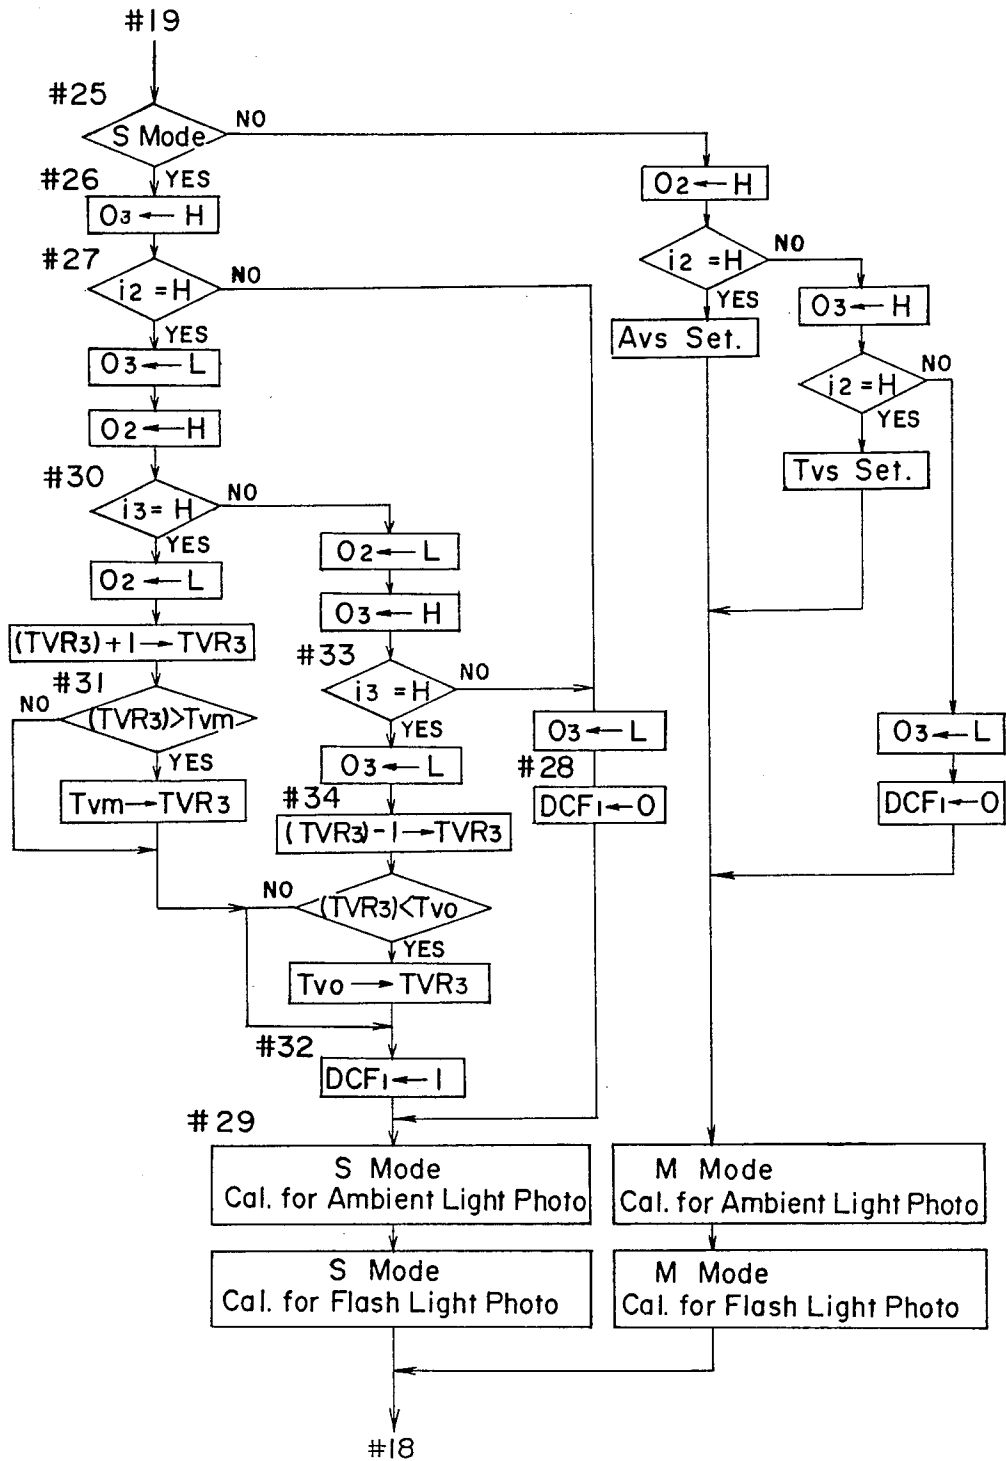 #19
#25
S Mode
NO
YES
#26
O3 ← H
#27
i2 = H
NO
YES
O3 ← L
O2 ← H
#30
i3 = H
NO
YES
O2 ← L
(TVR3)+1 → TVR3
#31
NO
(TVR3)>Tvm
YES
Tvm → TVR3
O2 ← L
O3 ← H
#33
i3 = H
NO
YES
O3 ← L
#34
(TVR3)-1 → TVR3
NO
(TVR3)<Tvo
YES
Tvo → TVR3
#32
DCF1 ← 1
O3 ← L
#28
DCF1 ← O
O2 ← H
i2 = H
NO
YES
Avs Set.
O3 ← H
i2 = H
NO
YES
Tvs Set.
O3 ← L
DCF1 ← O
#29
S Mode
Cal. for Ambient Light Photo
S Mode
Cal. for Flash Light Photo
M Mode
Cal. for Ambient Light Photo
M Mode
Cal. for Flash Light Photo
#18